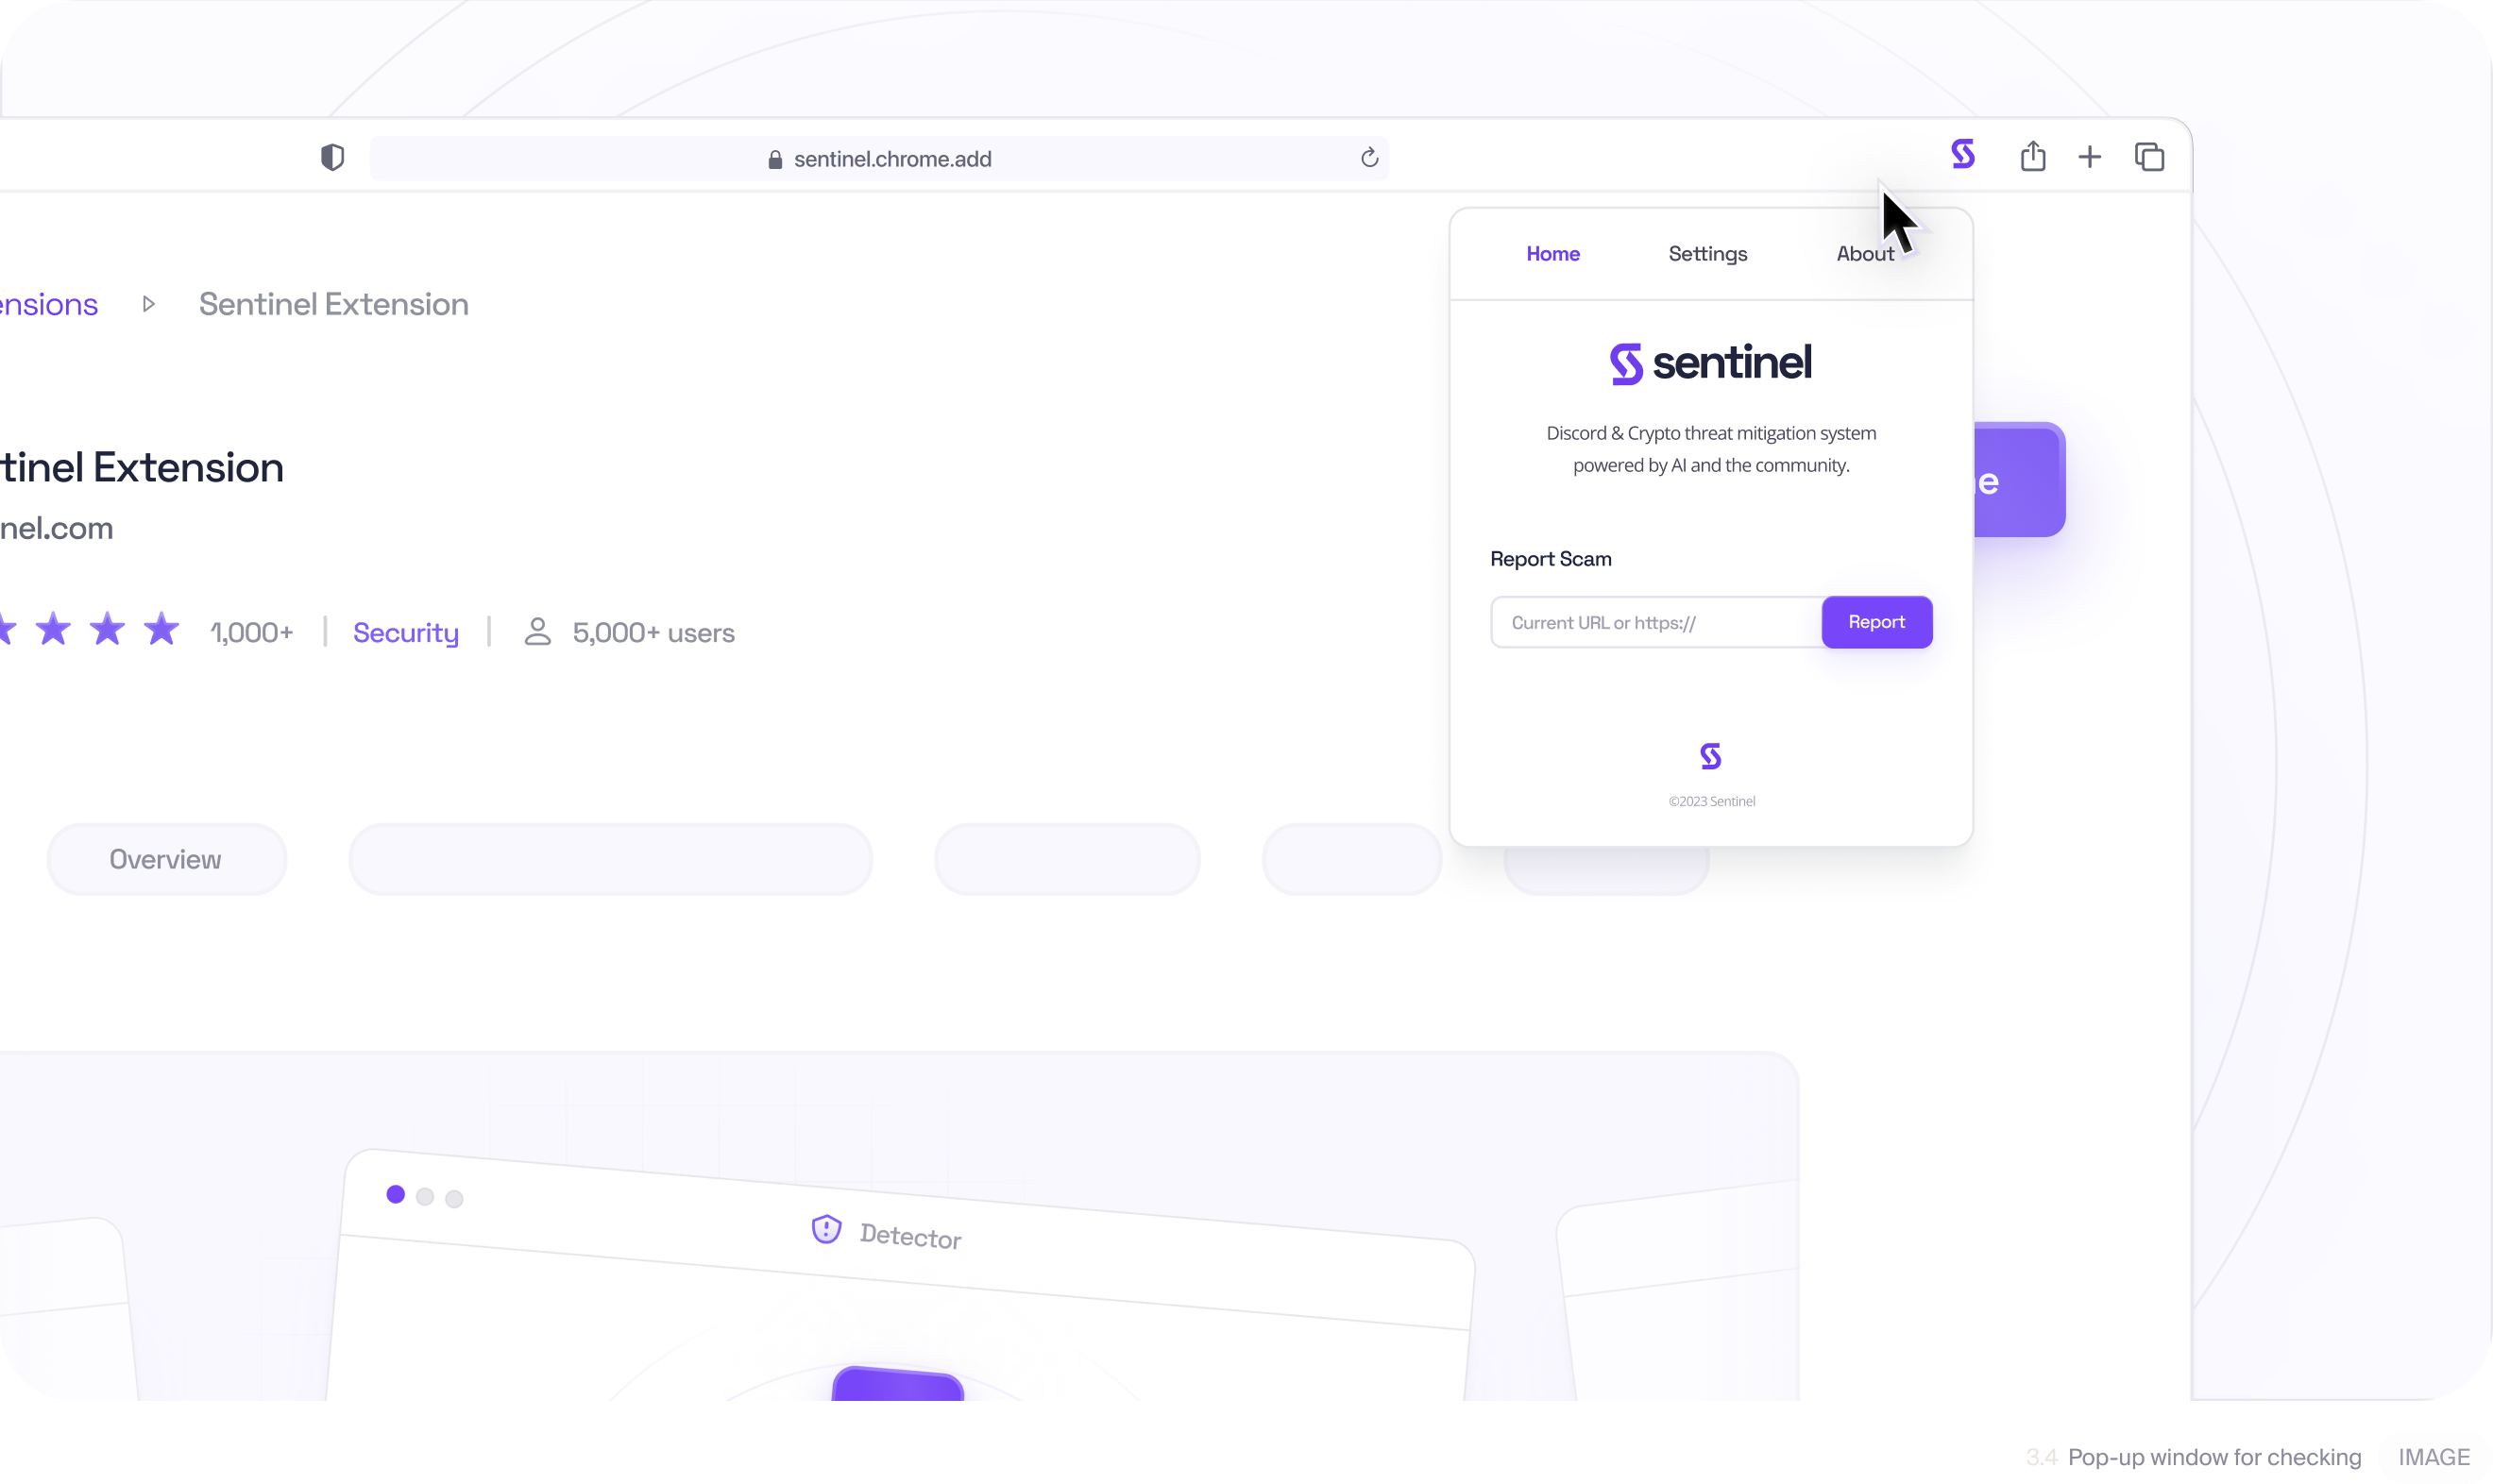 sentinel.chrome.add
Home Settings About
ensions Sentinel Extension
sentinel
Discord & Crypto threat mitigation system
powered by AI and the community.
tinel Extension
nel.com
e
Report Scam
Current URL or https://
Report
1,000+ Security 5,000+ users
©2023 Sentinel
Overview
Detector
3.4 Pop-up window for checking IMAGE